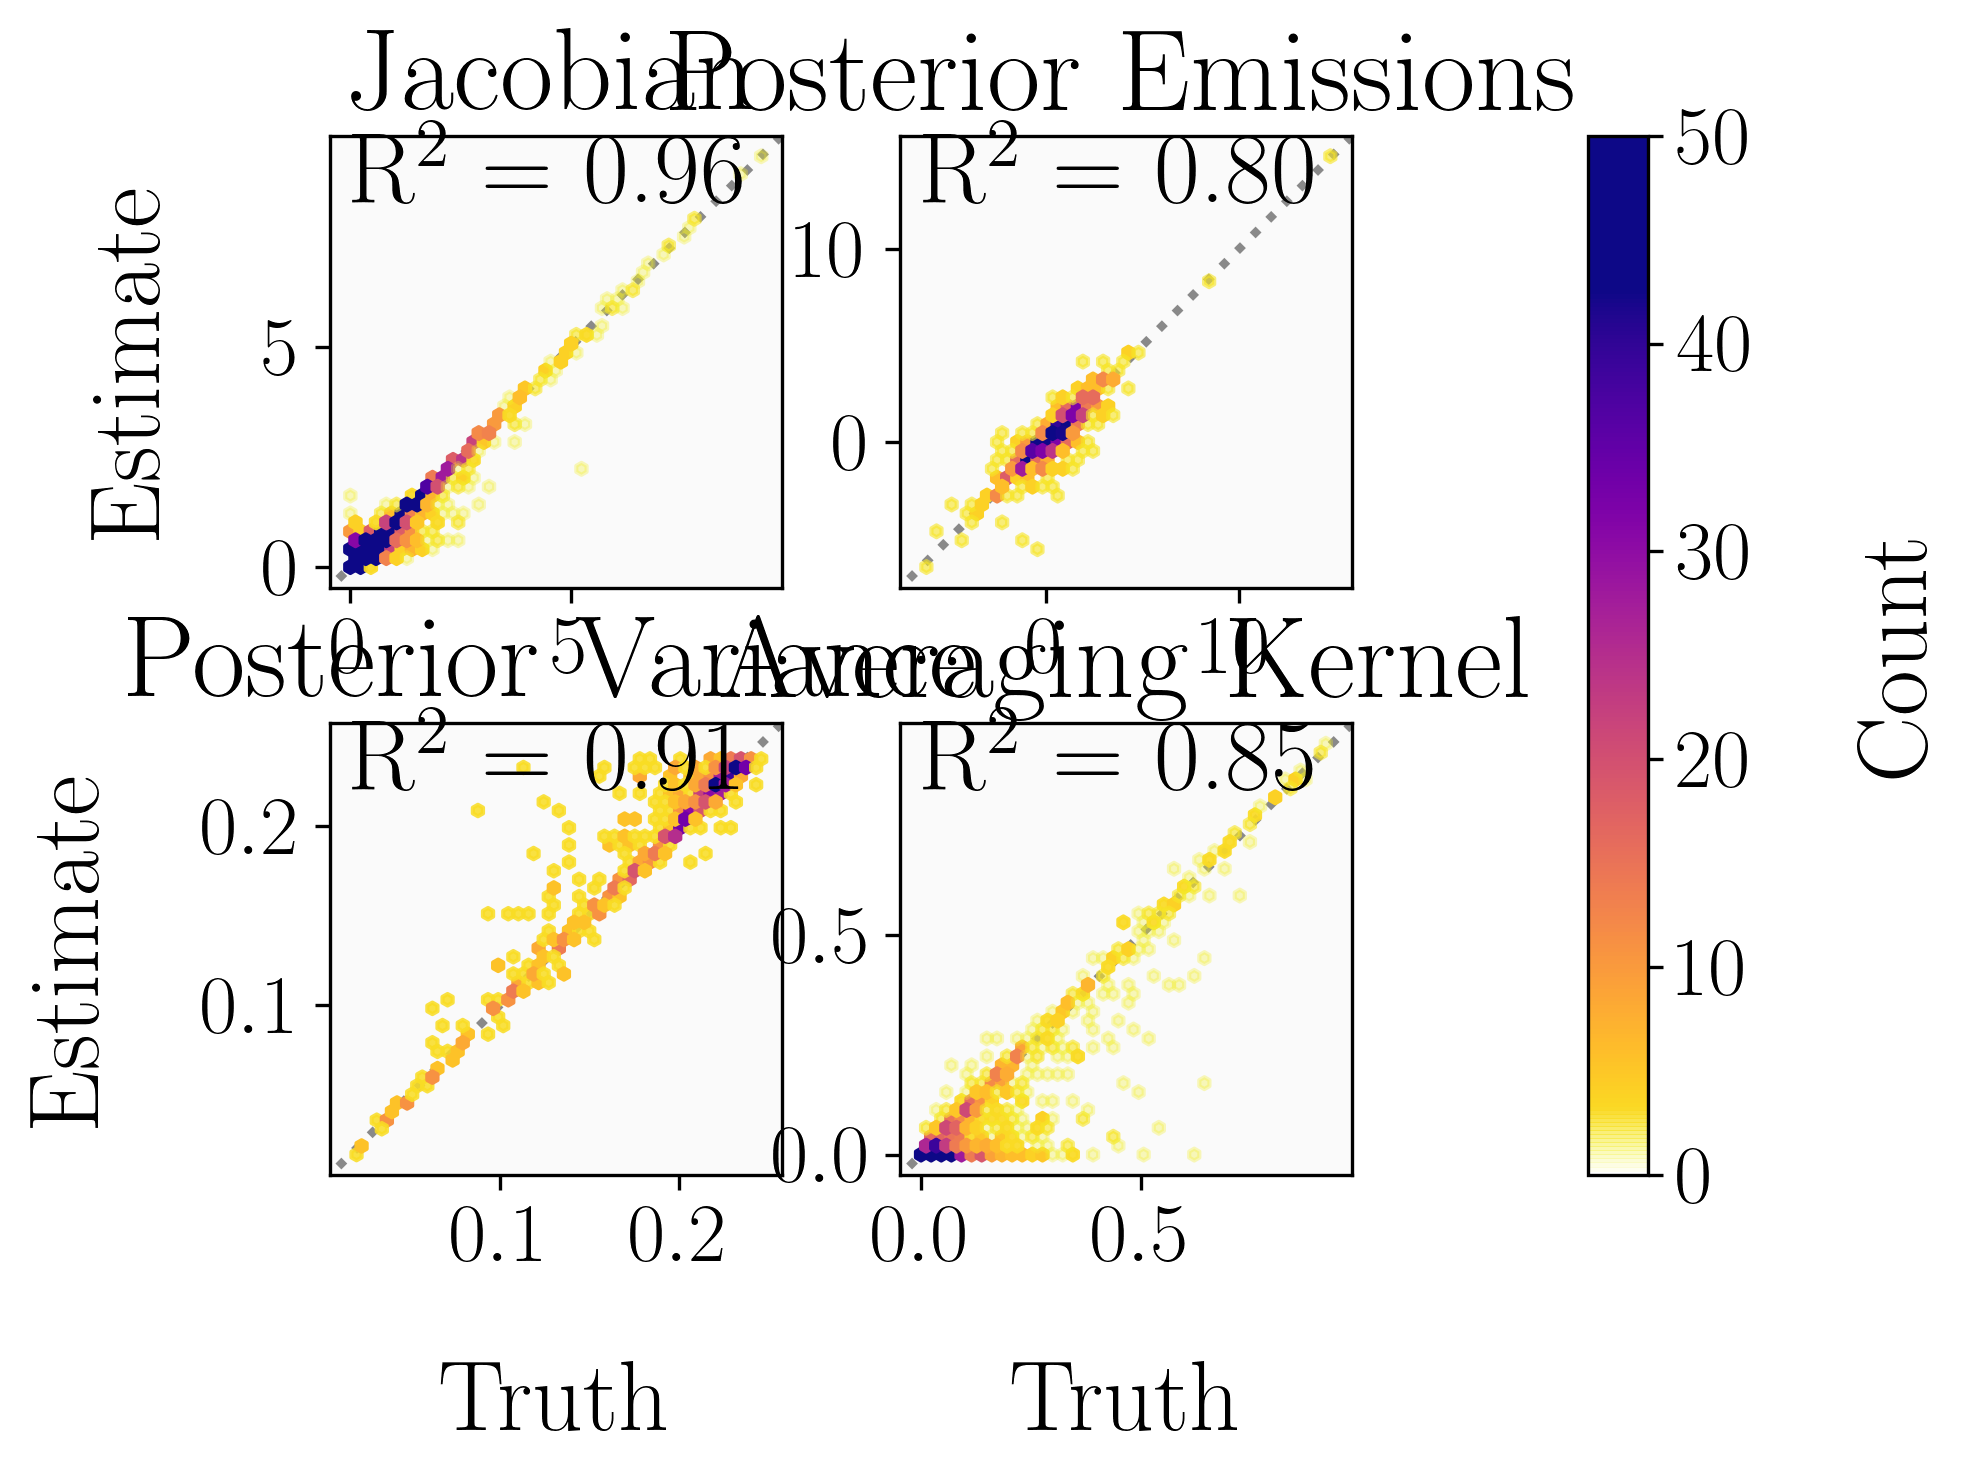 Jacobian
Posterior Emissions
R² = 0.96
R² = 0.80
Estimate
5
0
0
5
10
0
0
10
Posterior Variance
Averaging Kernel
R² = 0.91
R² = 0.85
Estimate
0.2
0.1
0.1
0.2
0.5
0.0
0.0
0.5
Truth
Truth
50
40
30
20
10
0
Count